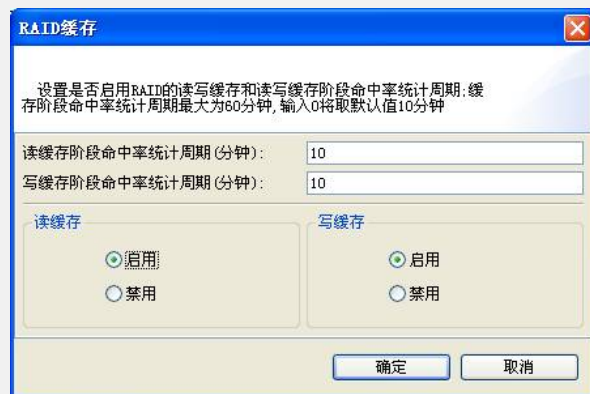 RAID缓存
设置是否启用RAID的读写缓存和读写缓存阶段命中率统计周期;缓
存阶段命中率统计周期最大为60分钟,输入0将取默认值10分钟
读缓存阶段命中率统计周期(分钟): 10
写缓存阶段命中率统计周期(分钟): 10
读缓存 写缓存
启用 启用
禁用 禁用
确定 取消